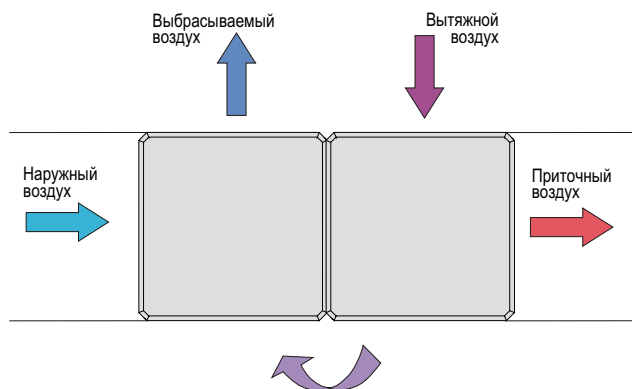 Выбрасываемый
воздух
Вытяжной
воздух
Наружный
воздух
Приточный
воздух